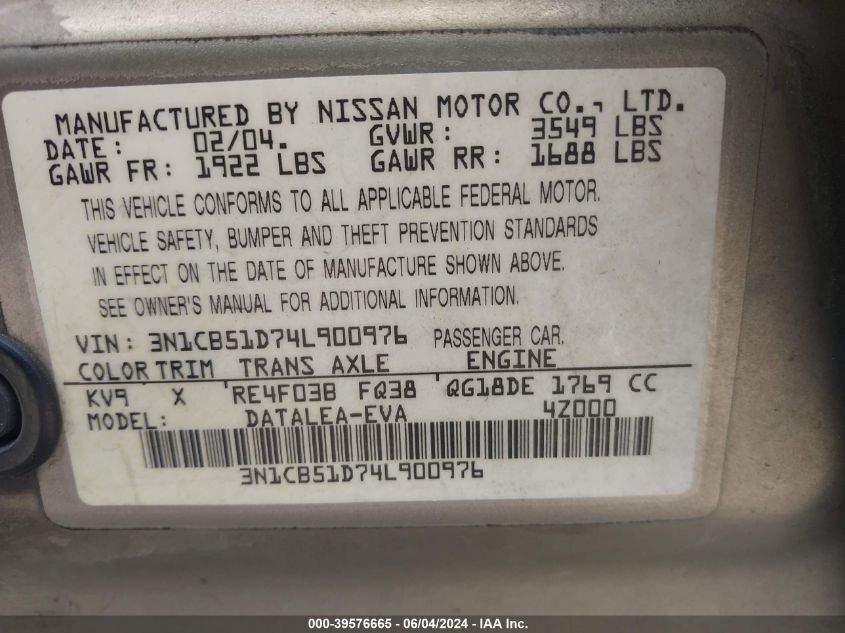 MANUFACTURED BY NISSAN MOTOR CO., LTD.
DATE: 02/04. GVWR: 3549 LBS
GAWR FR: 1922 LBS GAWR RR: 1688 LBS
THIS VEHICLE CONFORMS TO ALL APPLICABLE FEDERAL MOTOR.
VEHICLE SAFETY, BUMPER AND THEFT PREVENTION STANDARDS
IN EFFECT ON THE DATE OF MANUFACTURE SHOWN ABOVE.
SEE OWNER'S MANUAL FOR ADDITIONAL INFORMATION.
VIN: 3N1CB51D74L900976 PASSENGER CAR.
COLOR TRIM TRANS AXLE ENGINE
KV9 X RE4F03B FQ38 QG18DE 1769 CC
MODEL: DATALEA-EVA 4Z000
3N1CB51D74L900976
000-39576665 - 06/04/2024 - IAA Inc.